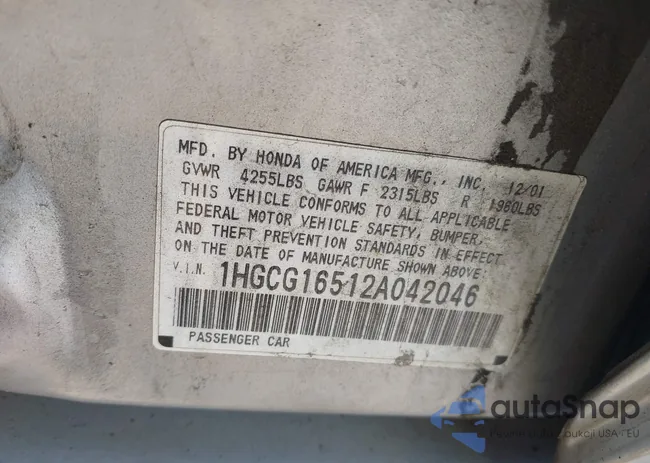 MFD. BY HONDA OF AMERICA MFG., INC. 12/01
GVWR 4255LBS GAWR F 2315LBS R 1960LBS
THIS VEHICLE CONFORMS TO ALL APPLICABLE
FEDERAL MOTOR VEHICLE SAFETY, BUMPER,
AND THEFT PREVENTION STANDARDS IN EFFECT
ON THE DATE OF MANUFACTURE SHOWN ABOVE.
V.I.N. 1HGCG16512A042046
PASSENGER CAR
autoSnap
USA EU